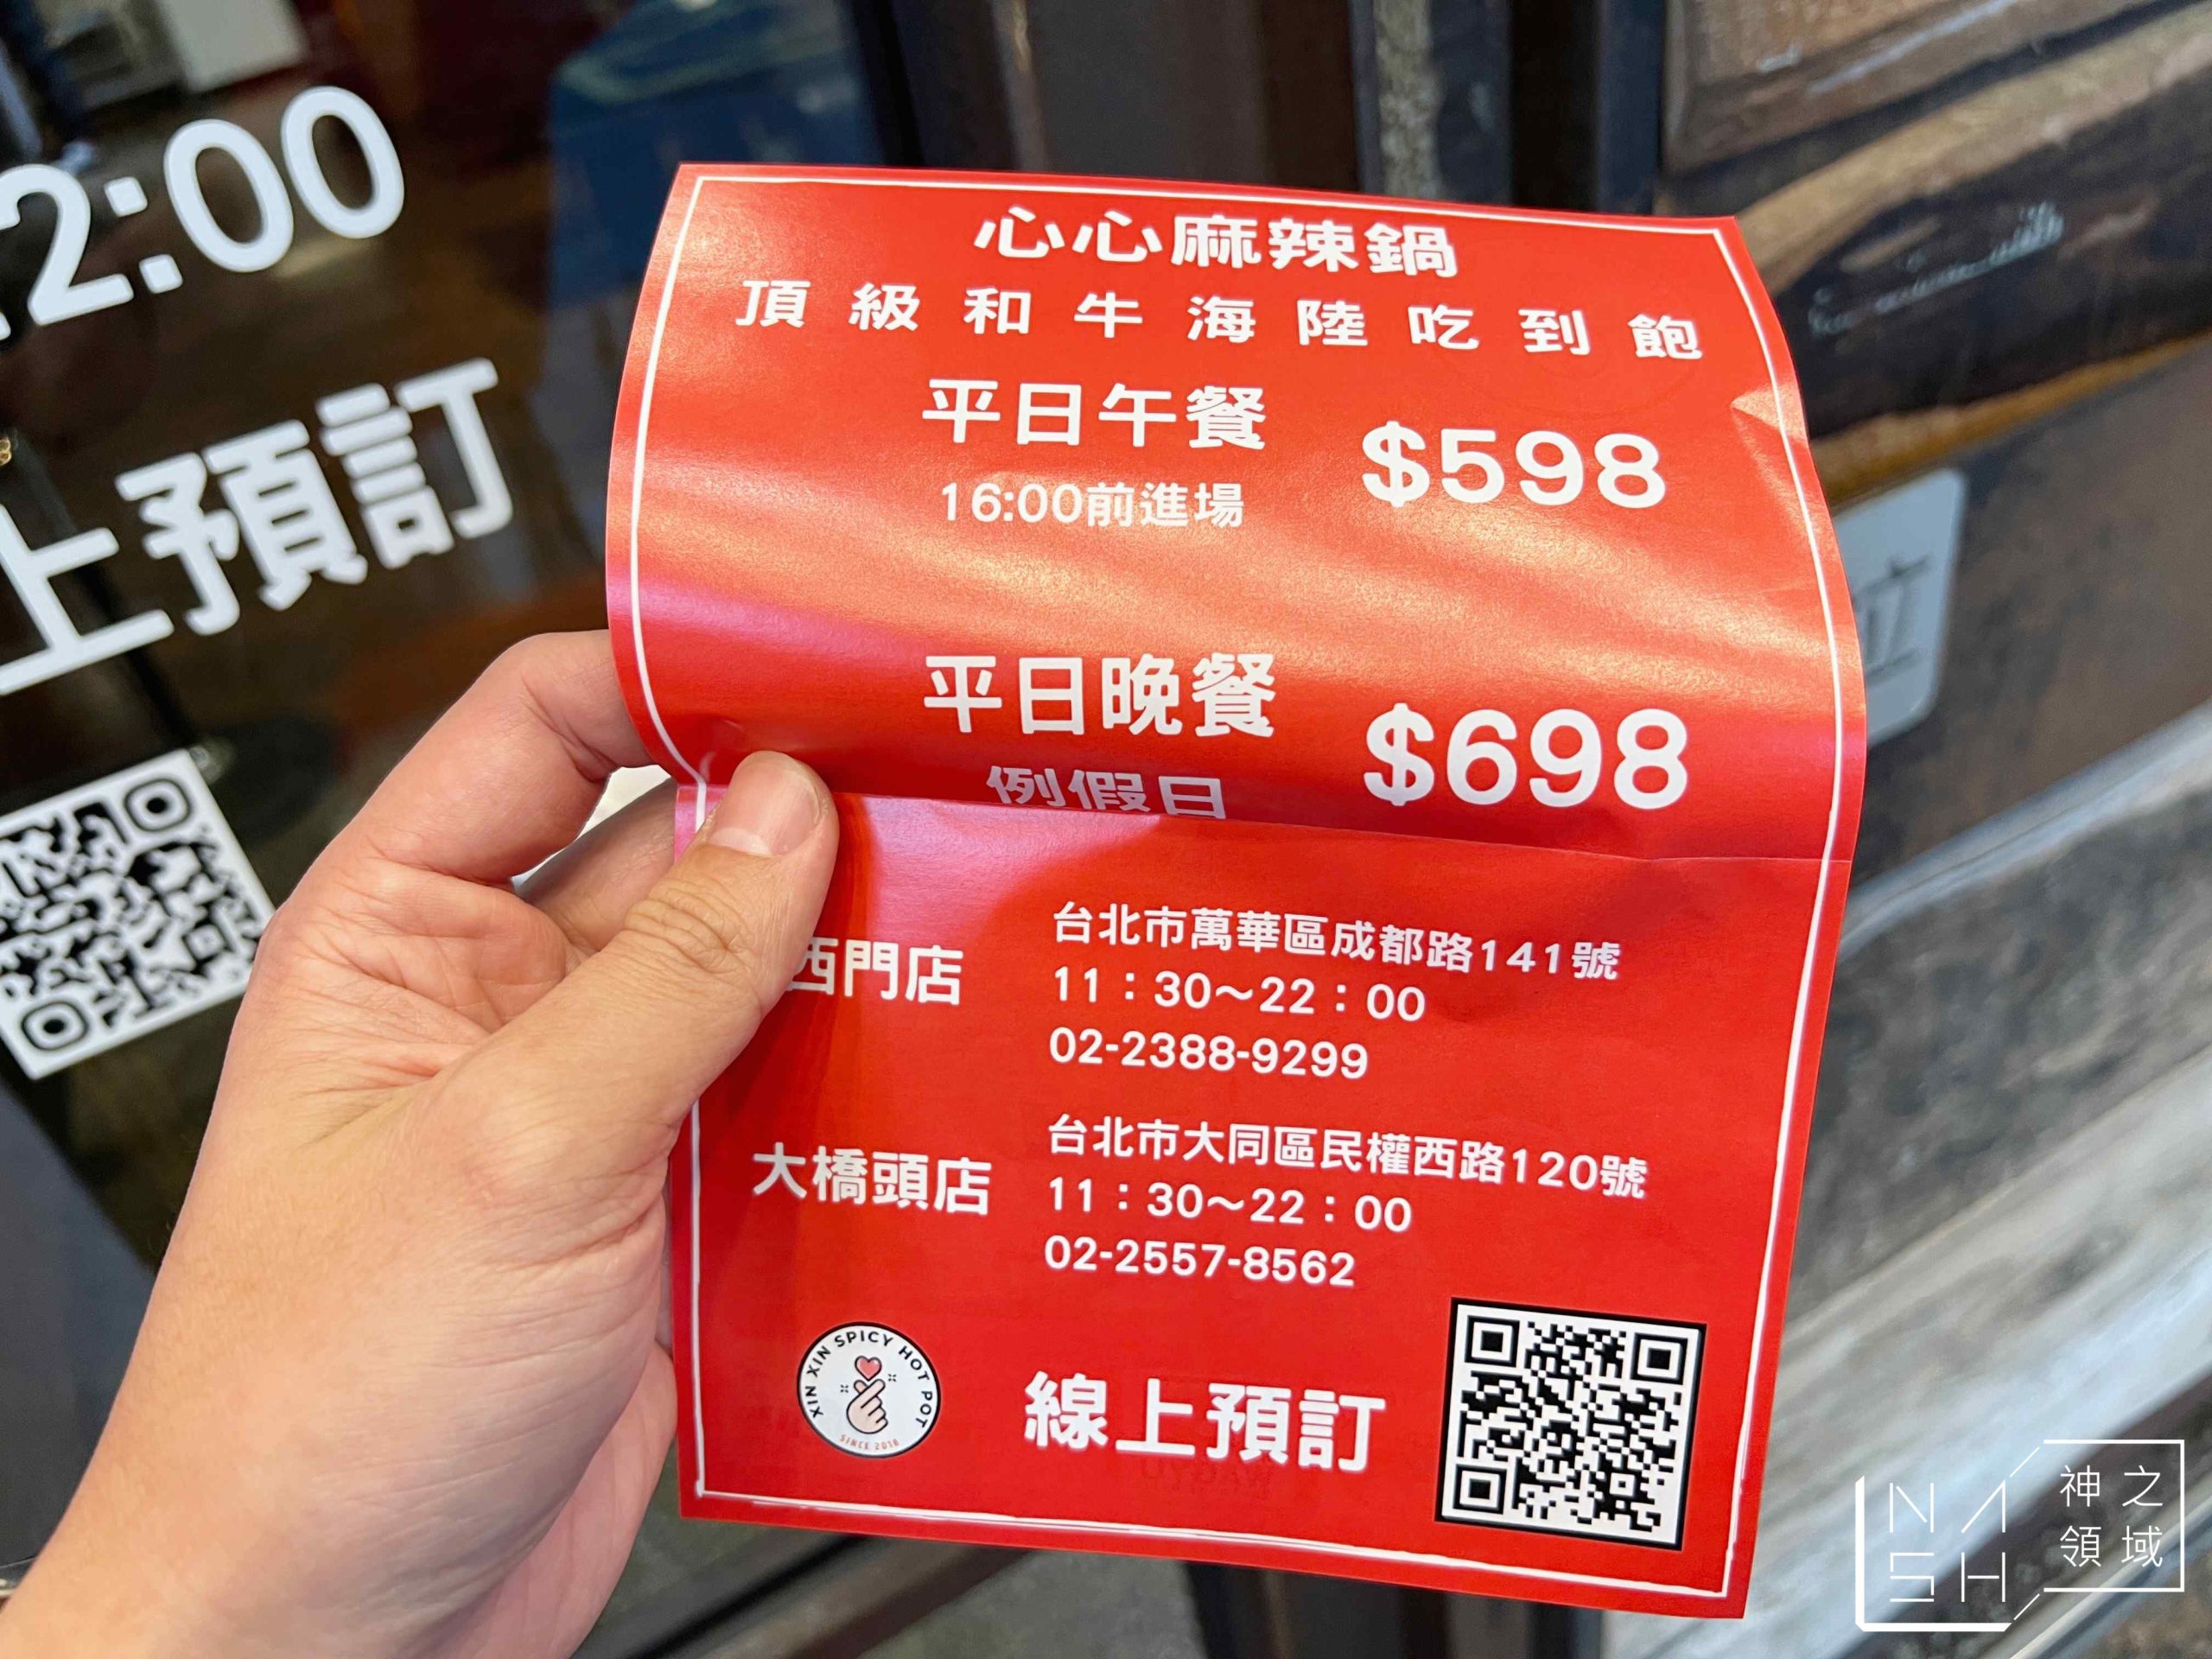 2:00
上預訂
心心麻辣鍋
頂級和牛海陸吃到飽
平日午餐 $598
16:00前進場
平日晚餐 $698
例假日
西門店
台北市萬華區成都路141號
11：30～22：00
02-2388-9299
大橋頭店
台北市大同區民權西路120號
11：30～22：00
02-2557-8562
XIN XIN SPICY HOT POT
SINCE 2018
線上預訂
NASH
神之
領域